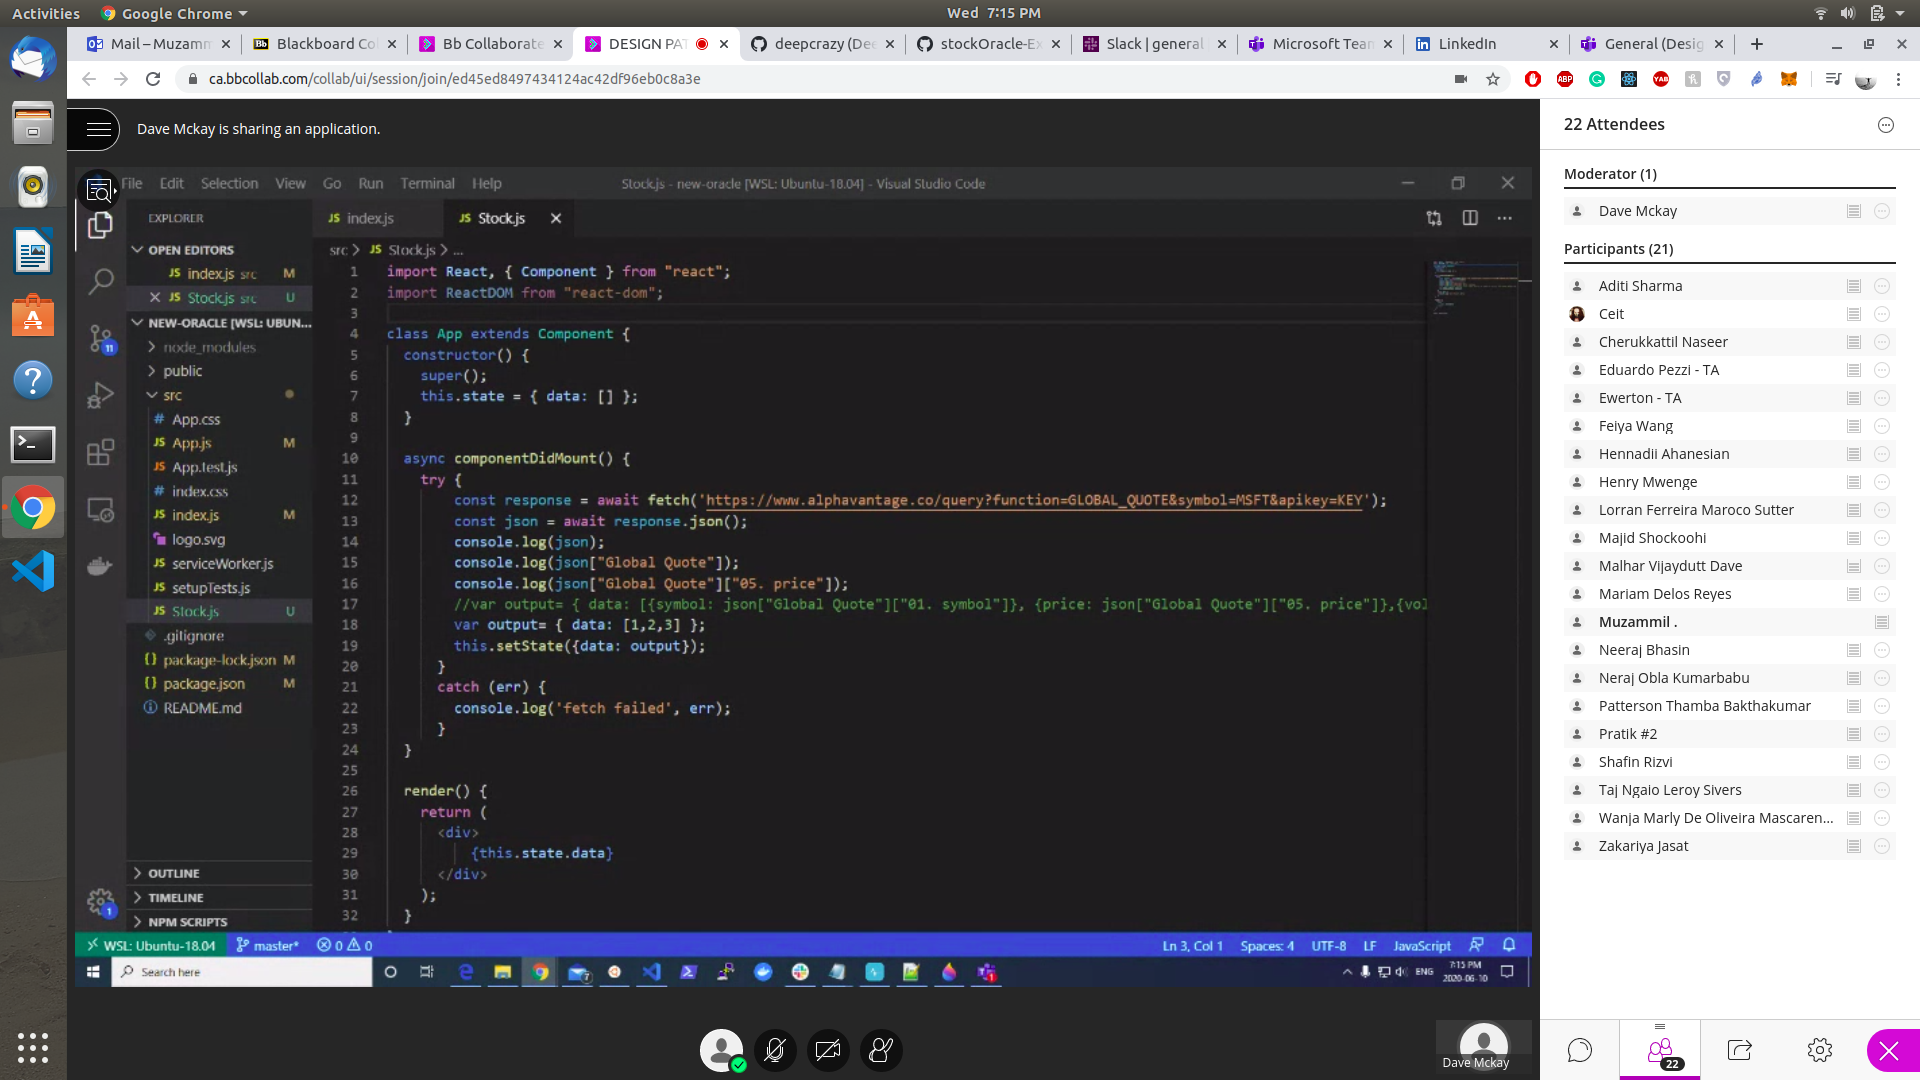 Activities
Google Chrome
Wed 7:15 PM
Mail – Muzamm
Blackboard Co
Bb Collaborate
DESIGN PAT
deepcrazy (Dee
stockOracle-Ex
Slack | general
Microsoft Tean
LinkedIn
General (Desig
ca.bbcollab.com/collab/ui/session/join/ed45ed8497434124ac42df96eb0c8a3e
Dave Mckay is sharing an application.
File Edit Selection View Go Run Terminal Help
Stock.js - new-oracle [WSL: Ubuntu-18.04] - Visual Studio Code
EXPLORER
OPEN EDITORS
JS index.js src M
JS Stock.js src U
NEW-ORACLE [WSL: UBUN...
node_modules
public
src
# App.css
JS App.js M
JS App.test.js
# index.css
JS index.js M
logo.svg
JS serviceWorker.js
JS setupTests.js
JS Stock.js U
.gitignore
{} package-lock.json M
{} package.json M
README.md
OUTLINE
TIMELINE
NPM SCRIPTS
11
1
JS index.js
JS Stock.js
src > JS Stock.js > ...
1 import React, { Component } from "react";
2 import ReactDOM from "react-dom";
3
4 class App extends Component {
5 constructor() {
6 super();
7 this.state = { data: [] };
8 }
9
10 async componentDidMount() {
11 try {
12 const response = await fetch('https://www.alphavantage.co/query?function=GLOBAL_QUOTE&symbol=MSFT&apikey=KEY');
13 const json = await response.json();
14 console.log(json);
15 console.log(json["Global Quote"]);
16 console.log(json["Global Quote"]["05. price"]);
17 //var output= { data: [{symbol: json["Global Quote"]["01. symbol"]}, {price: json["Global Quote"]["05. price"]},{vol
18 var output= { data: [1,2,3] };
19 this.setState({data: output});
20 }
21 catch (err) {
22 console.log('fetch failed', err);
23 }
24 }
25
26 render() {
27 return (
28 <div>
29 {this.state.data}
30 </div>
31 );
32 }
WSL: Ubuntu-18.04 master* 0 0
Ln 3, Col 1 Spaces: 4 UTF-8 LF JavaScript
Search here
ENG
7:15 PM
2020-06-10
Dave Mckay
22 Attendees
Moderator (1)
Dave Mckay
Participants (21)
Aditi Sharma
Ceit
Cherukkattil Naseer
Eduardo Pezzi - TA
Ewerton - TA
Feiya Wang
Hennadii Ahanesian
Henry Mwenge
Lorran Ferreira Maroco Sutter
Majid Shockoohi
Malhar Vijaydutt Dave
Mariam Delos Reyes
Muzammil .
Neeraj Bhasin
Neraj Obla Kumarbabu
Patterson Thamba Bakthakumar
Pratik #2
Shafin Rizvi
Taj Ngaio Leroy Sivers
Wanja Marly De Oliveira Mascaren...
Zakariya Jasat
22